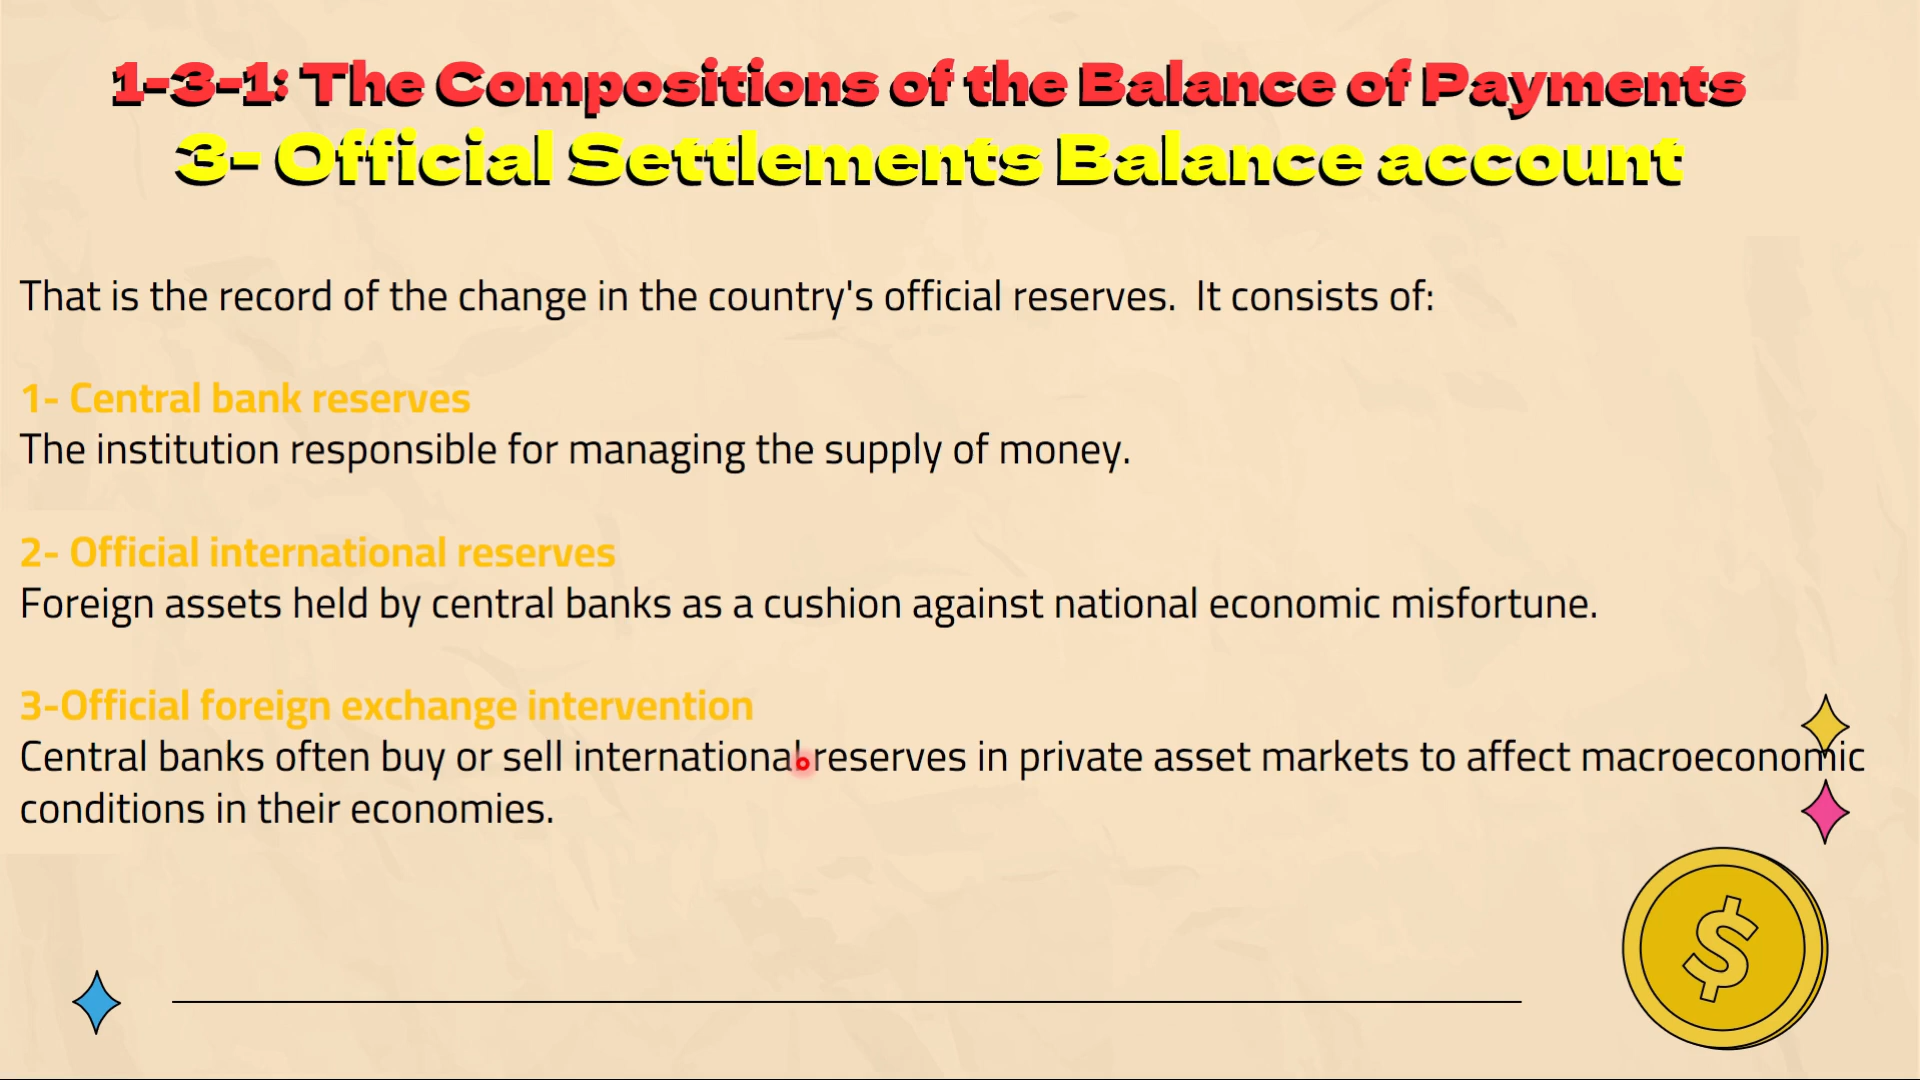 1-3-1: The Compositions of the Balance of Payments
3- Official Settlements Balance account
That is the record of the change in the country's official reserves.  It consists of:
1- Central bank reserves
The institution responsible for managing the supply of money.
2- Official international reserves
Foreign assets held by central banks as a cushion against national economic misfortune.
3-Official foreign exchange intervention
Central banks often buy or sell international reserves in private asset markets to affect macroeconomic
conditions in their economies.
$